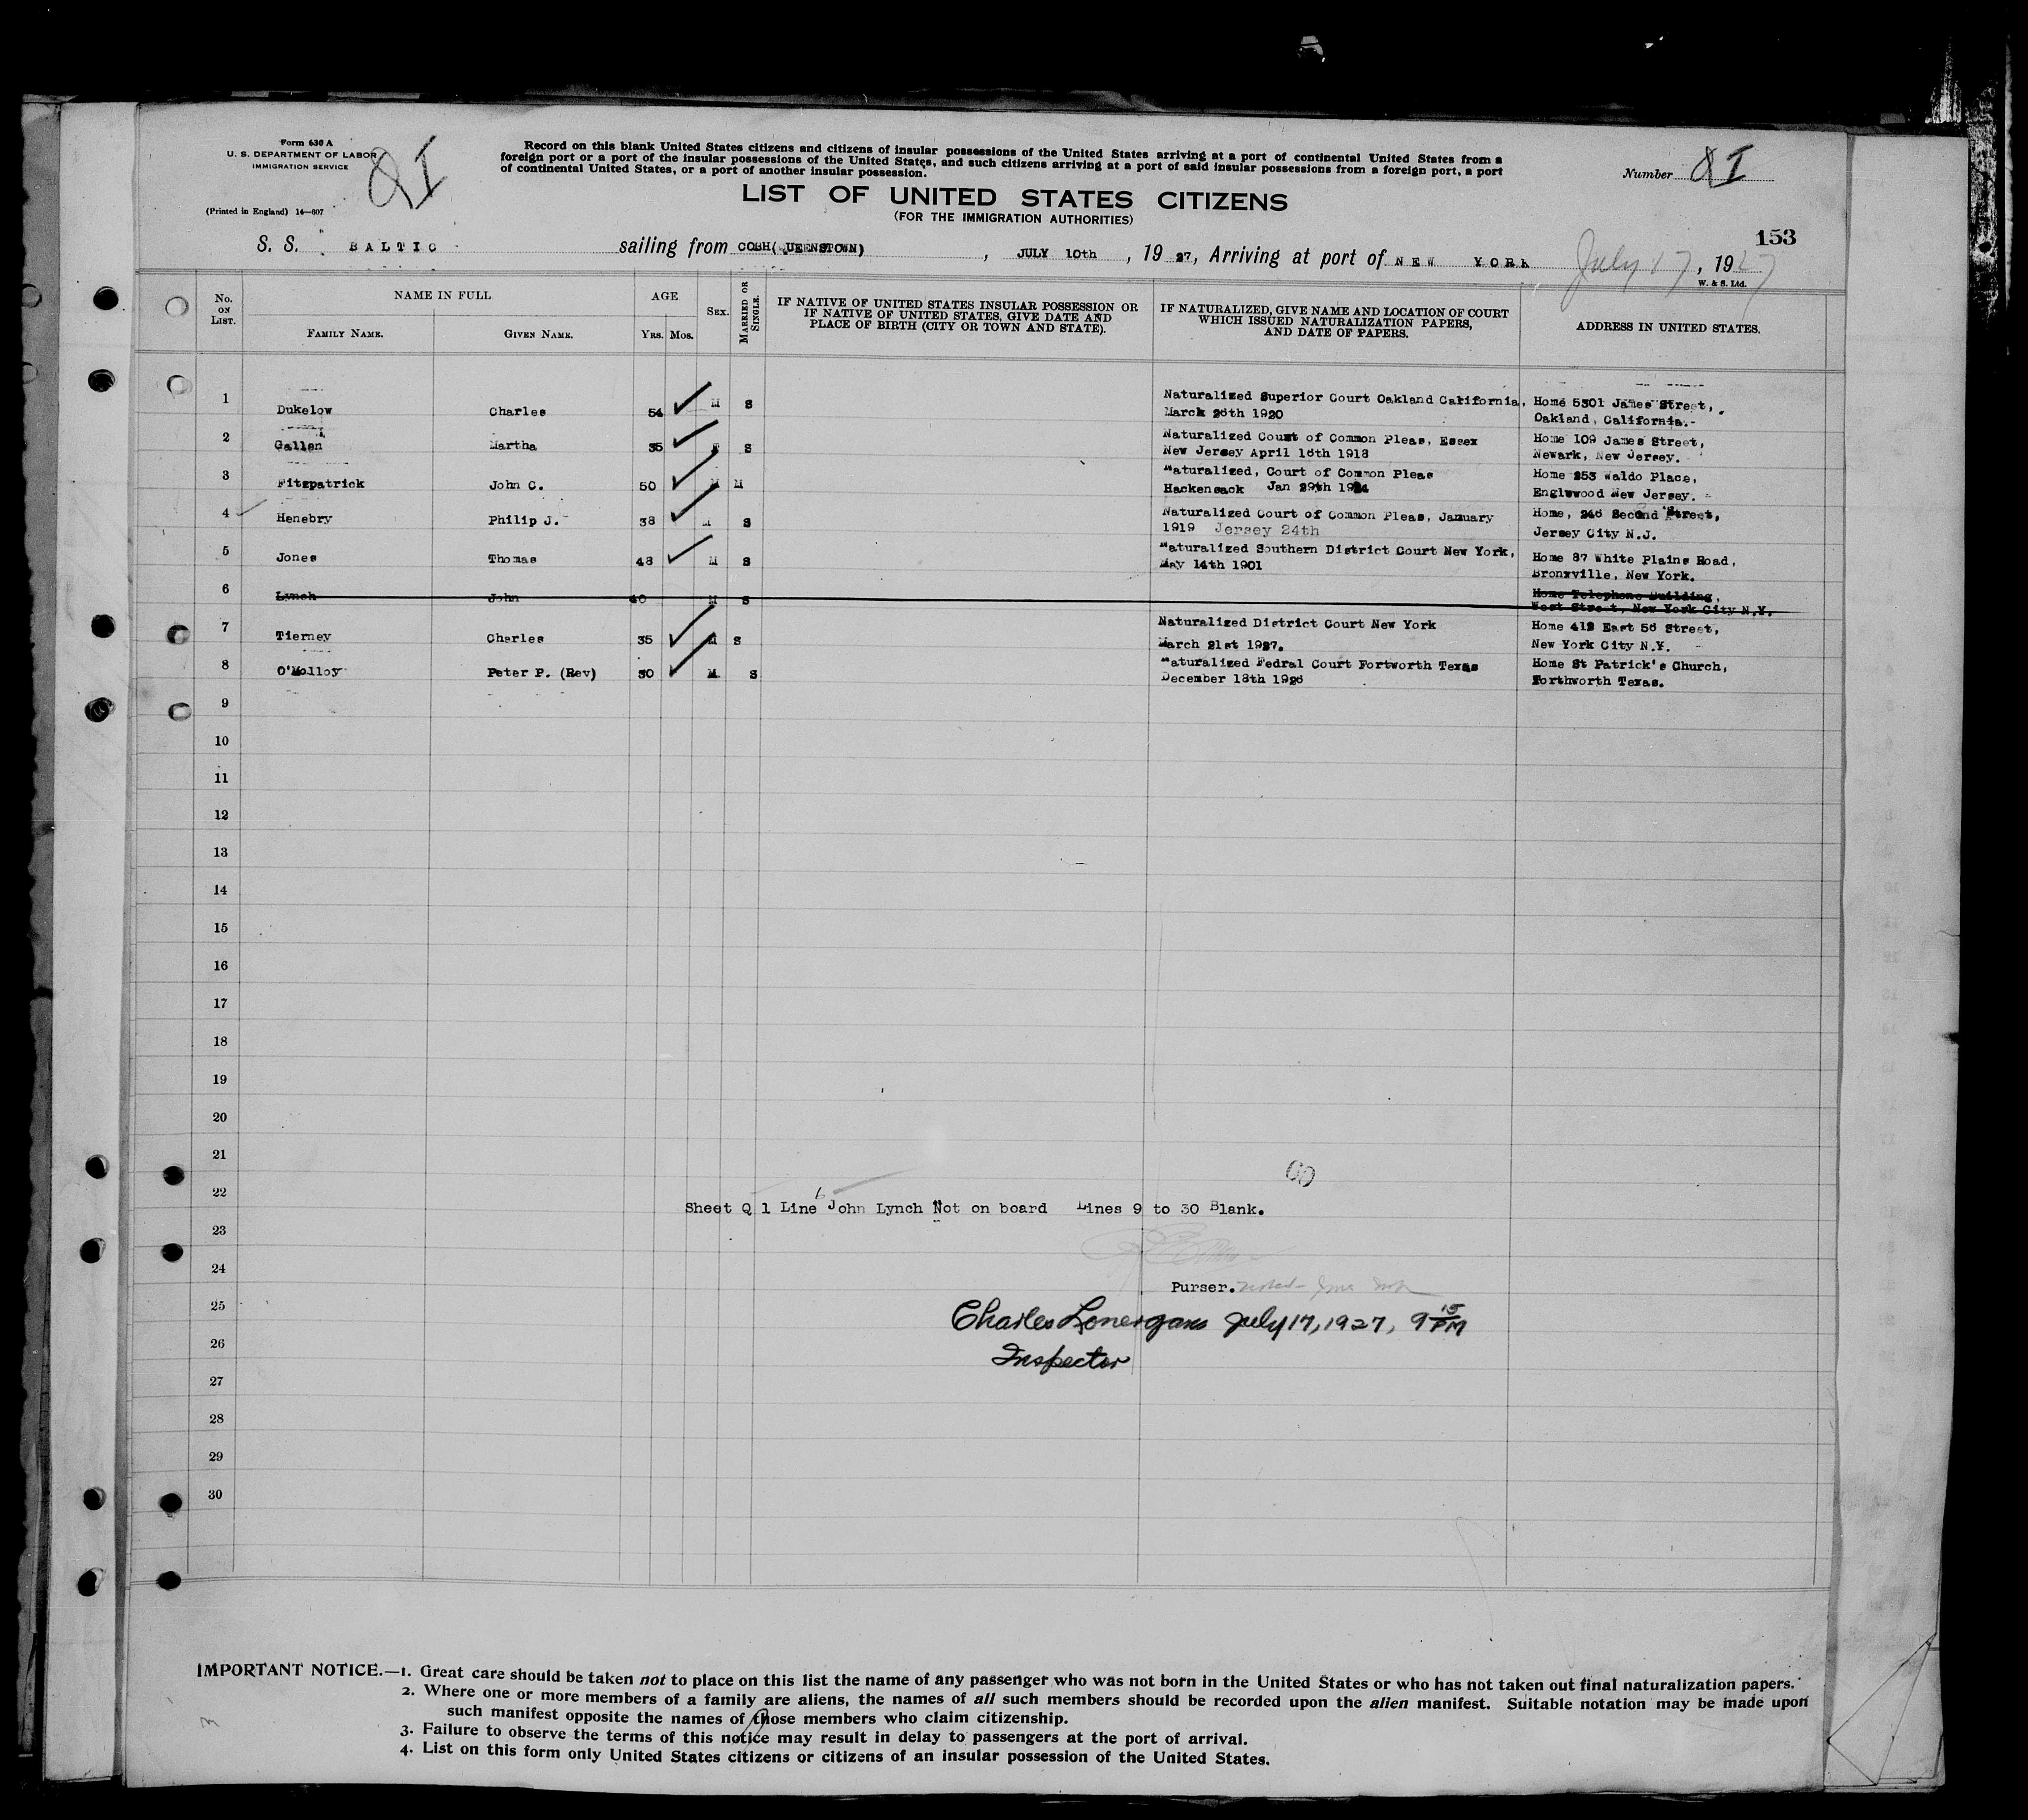 Form 630 A
U. S. DEPARTMENT OF LABOR
IMMIGRATION SERVICE
(Printed in England) 14—607
QI
Record on this blank United States citizens and citizens of insular possessions of the United States arriving at a port of continental United States from a
foreign port or a port of the insular possessions of the United States, and such citizens arriving at a port of said insular possessions from a foreign port, a port
of continental United States, or a port of another insular possession.
Number QI
LIST OF UNITED STATES CITIZENS
(FOR THE IMMIGRATION AUTHORITIES)
153
S. S. BALTIC sailing from COBH( UEENSTOWN) , JULY 10th , 19 27, Arriving at port of NEW YORK July 17, 1927
W. & S. Ltd.
No. ON LIST.
NAME IN FULL
FAMILY NAME. GIVEN NAME.
AGE
YRS. MOS.
SEX.
MARRIED OR SINGLE.
IF NATIVE OF UNITED STATES INSULAR POSSESSION OR
IF NATIVE OF UNITED STATES, GIVE DATE AND
PLACE OF BIRTH (CITY OR TOWN AND STATE).
IF NATURALIZED, GIVE NAME AND LOCATION OF COURT
WHICH ISSUED NATURALIZATION PAPERS,
AND DATE OF PAPERS.
ADDRESS IN UNITED STATES.
1 Dukelow Charles 54 M S Naturalized Superior Court Oakland California, Home 5301 James Street,
March 26th 1920 Oakland, California.-
2 Gallen Martha 35 F S Naturalized Court of Common Pleas, Essex Home 109 James Street,
New Jersey April 16th 1918 Newark, New Jersey.
3 Fitzpatrick John C. 50 M M Naturalized, Court of Common Pleas Home 253 Waldo Place,
Hackensack Jan 29th 1924 Englewood New Jersey.
4 Henebry Philip J. 38 M S Naturalized Court of Common Pleas, January Home, 246 Second Street,
1919 Jersey 24th Jersey City N.J.
5 Jones Thomas 48 M S Naturalized Southern District Court New York, Home 87 White Plains Road,
May 14th 1901 Bronxville, New York.
6 Lynch John 40 M S Home Telephone Building,
West Street, New York City N.Y.
7 Tierney Charles 35 M S Naturalized District Court New York Home 412 East 56 Street,
March 21st 1927. New York City N.Y.
8 O'Molloy Peter P. (Rev) 30 M S Naturalized Fedral Court Fortworth Texas Home St Patrick's Church,
December 18th 1926 Forthworth Texas.
9
10
11
12
13
14
15
16
17
18
19
20
21
22
Sheet Q 1 Line 6 John Lynch Not on board Lines 9 to 30 Blank.
23
24
Purser.
25
Charles Lonergan July 17, 1927, 9 15 PM
26
Inspector
27
28
29
30
IMPORTANT NOTICE.—1. Great care should be taken not to place on this list the name of any passenger who was not born in the United States or who has not taken out final naturalization papers.
2. Where one or more members of a family are aliens, the names of all such members should be recorded upon the alien manifest. Suitable notation may be made upon
such manifest opposite the names of those members who claim citizenship.
3. Failure to observe the terms of this notice may result in delay to passengers at the port of arrival.
4. List on this form only United States citizens or citizens of an insular possession of the United States.